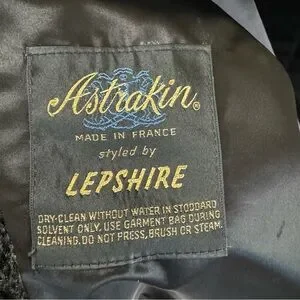 Astrakin®
MADE IN FRANCE
styled by
LEPSHIRE
DRY-CLEAN WITHOUT WATER IN STODDARD
SOLVENT ONLY. USE GARMENT BAG DURING
CLEANING. DO NOT PRESS, BRUSH OR STEAM.